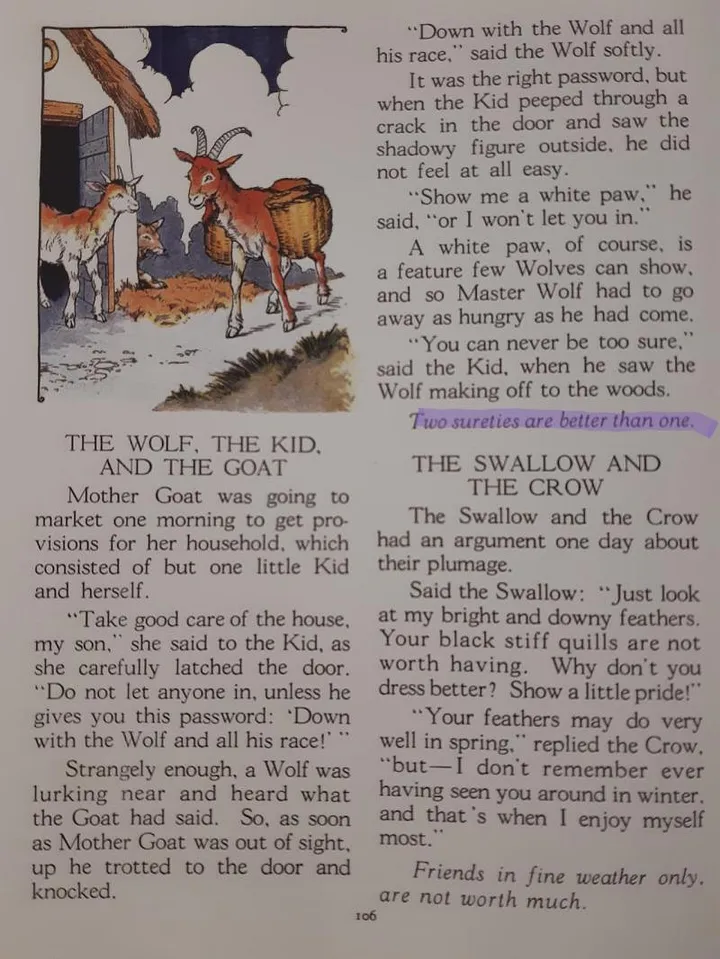 THE WOLF, THE KID,
AND THE GOAT
Mother Goat was going to
market one morning to get pro-
visions for her household, which
consisted of but one little Kid
and herself.
"Take good care of the house,
my son," she said to the Kid, as
she carefully latched the door.
"Do not let anyone in, unless he
gives you this password: 'Down
with the Wolf and all his race!' "
Strangely enough, a Wolf was
lurking near and heard what
the Goat had said. So, as soon
as Mother Goat was out of sight,
up he trotted to the door and
knocked.
"Down with the Wolf and all
his race," said the Wolf softly.
It was the right password, but
when the Kid peeped through a
crack in the door and saw the
shadowy figure outside, he did
not feel at all easy.
"Show me a white paw," he
said, "or I won't let you in."
A white paw, of course, is
a feature few Wolves can show,
and so Master Wolf had to go
away as hungry as he had come.
"You can never be too sure,"
said the Kid, when he saw the
Wolf making off to the woods.
Two sureties are better than one.
THE SWALLOW AND
THE CROW
The Swallow and the Crow
had an argument one day about
their plumage.
Said the Swallow: "Just look
at my bright and downy feathers.
Your black stiff quills are not
worth having. Why don't you
dress better? Show a little pride!"
"Your feathers may do very
well in spring," replied the Crow,
"but—I don't remember ever
having seen you around in winter,
and that's when I enjoy myself
most."
Friends in fine weather only,
are not worth much.
106